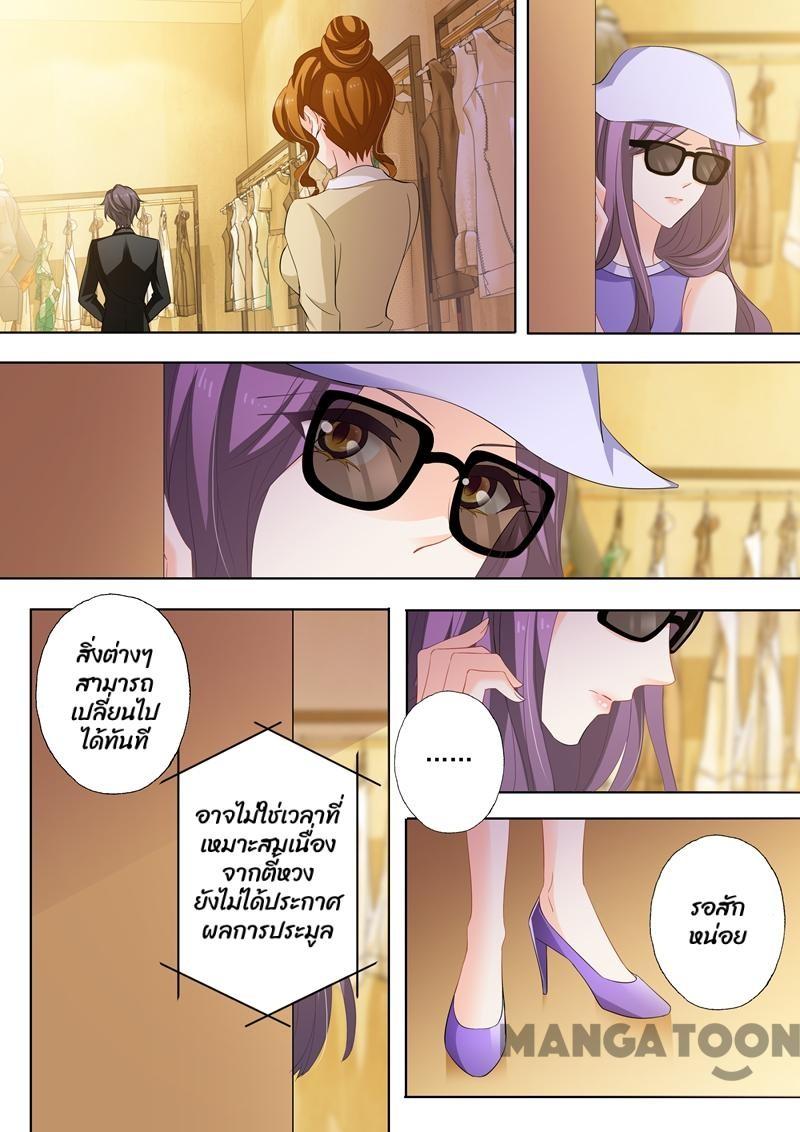 สิ่งต่างๆ
สามารถ
เปลี่ยนไป
ได้ทันที
อาจไม่ใช่เวลาที่
เหมาะสมเนื่อง
จากตี้หวง
ยังไม่ได้ประกาศ
ผลการประมูล
......
รอสัก
หน่อย
MANGATOON